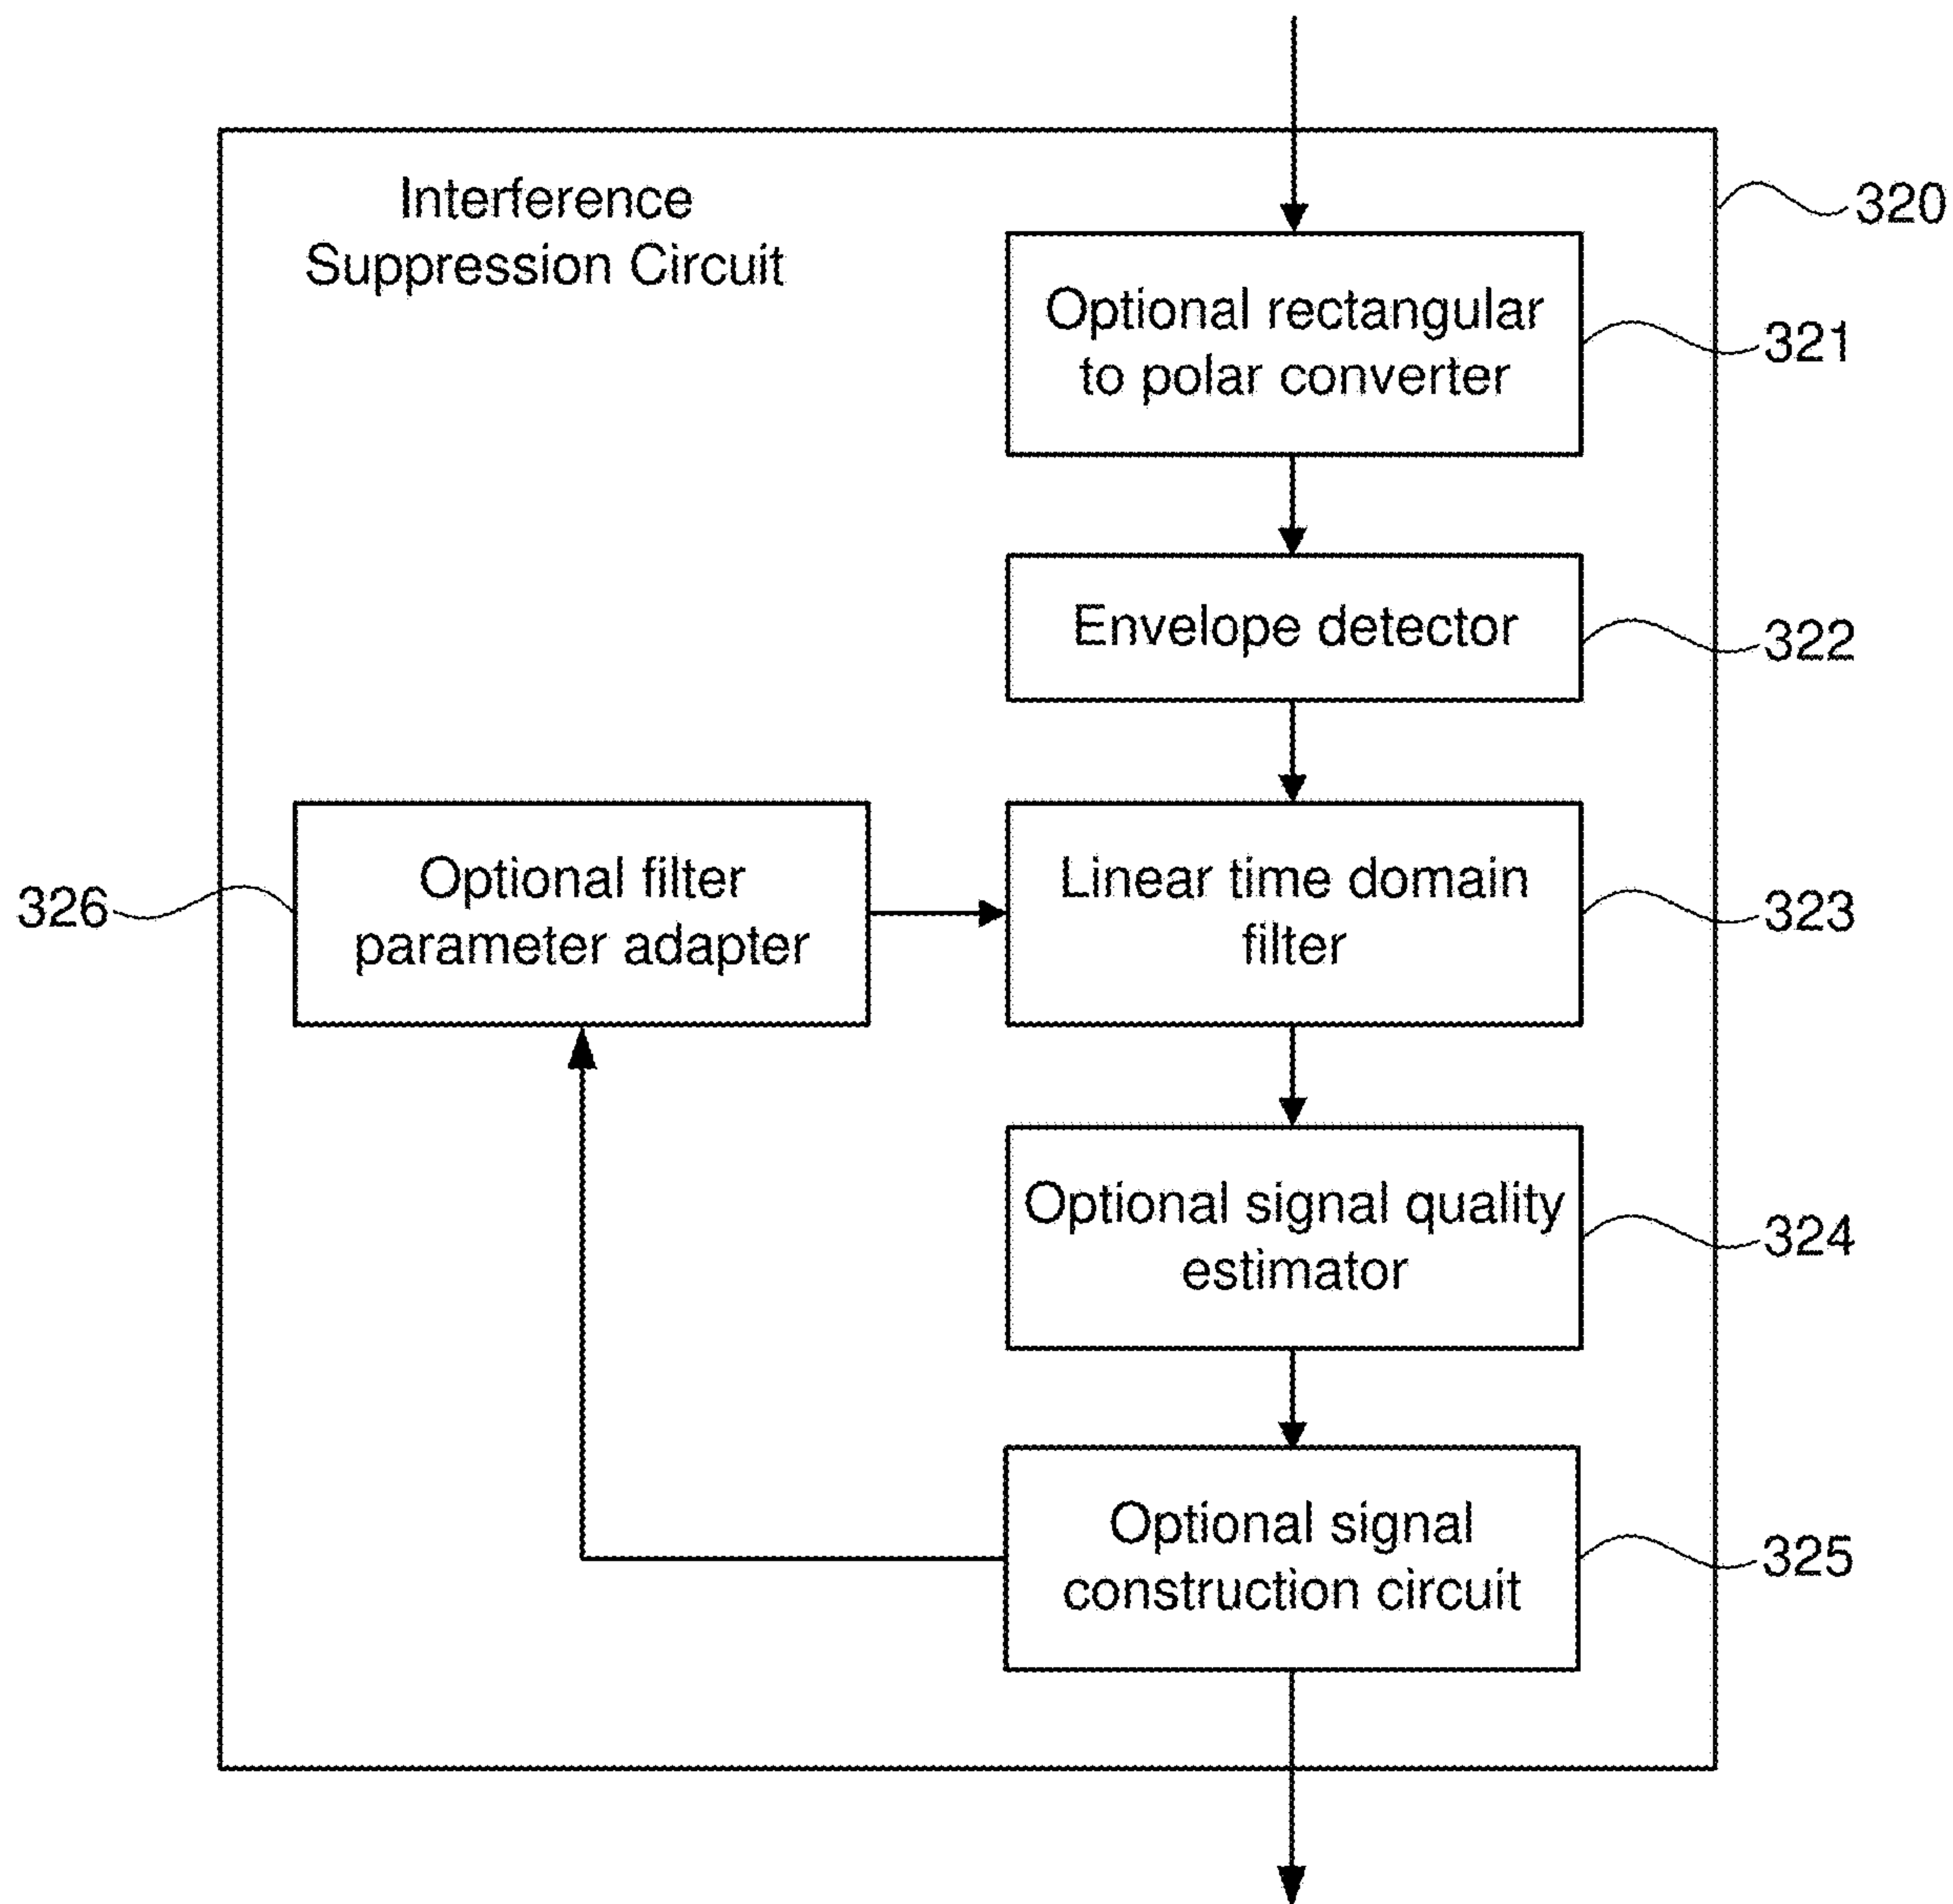 Interference
Suppression Circuit
320
Optional rectangular
to polar converter
321
Envelope detector
322
Optional filter
parameter adapter
326
Linear time domain
filter
323
Optional signal quality
estimator
324
Optional signal
construction circuit
325